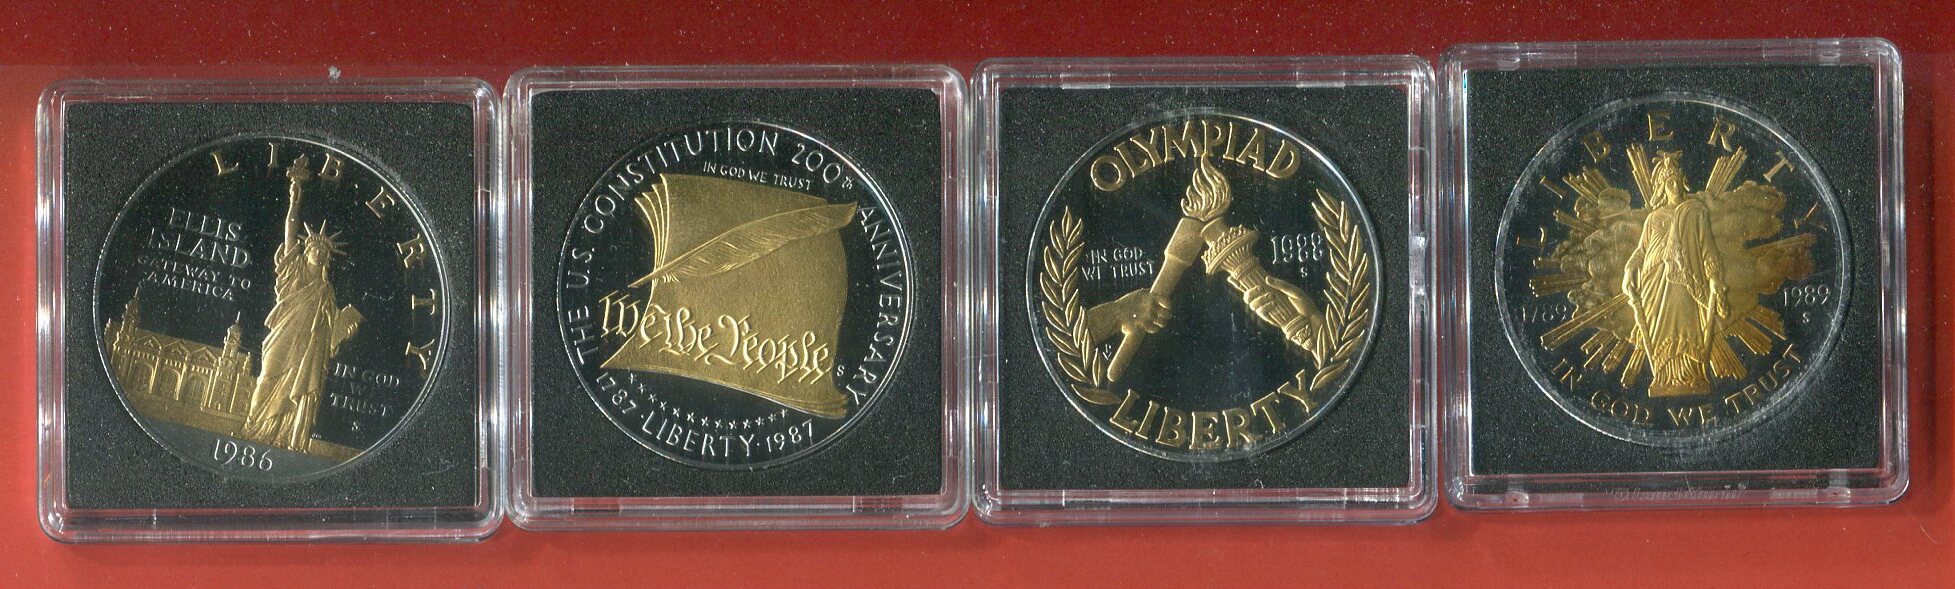 LIBERTY
ELLIS
ISLAND
GATEWAY TO
AMERICA
IN GOD
WE
TRUST
S
1986
THE U.S. CONSTITUTION 200th ANNIVERSARY
IN GOD WE TRUST
We the People
S
1787 · LIBERTY · 1987
OLYMPIAD
IN GOD
WE TRUST
1988
S
LIBERTY
LIBERTY
1789
1989
S
IN GOD WE TRUST